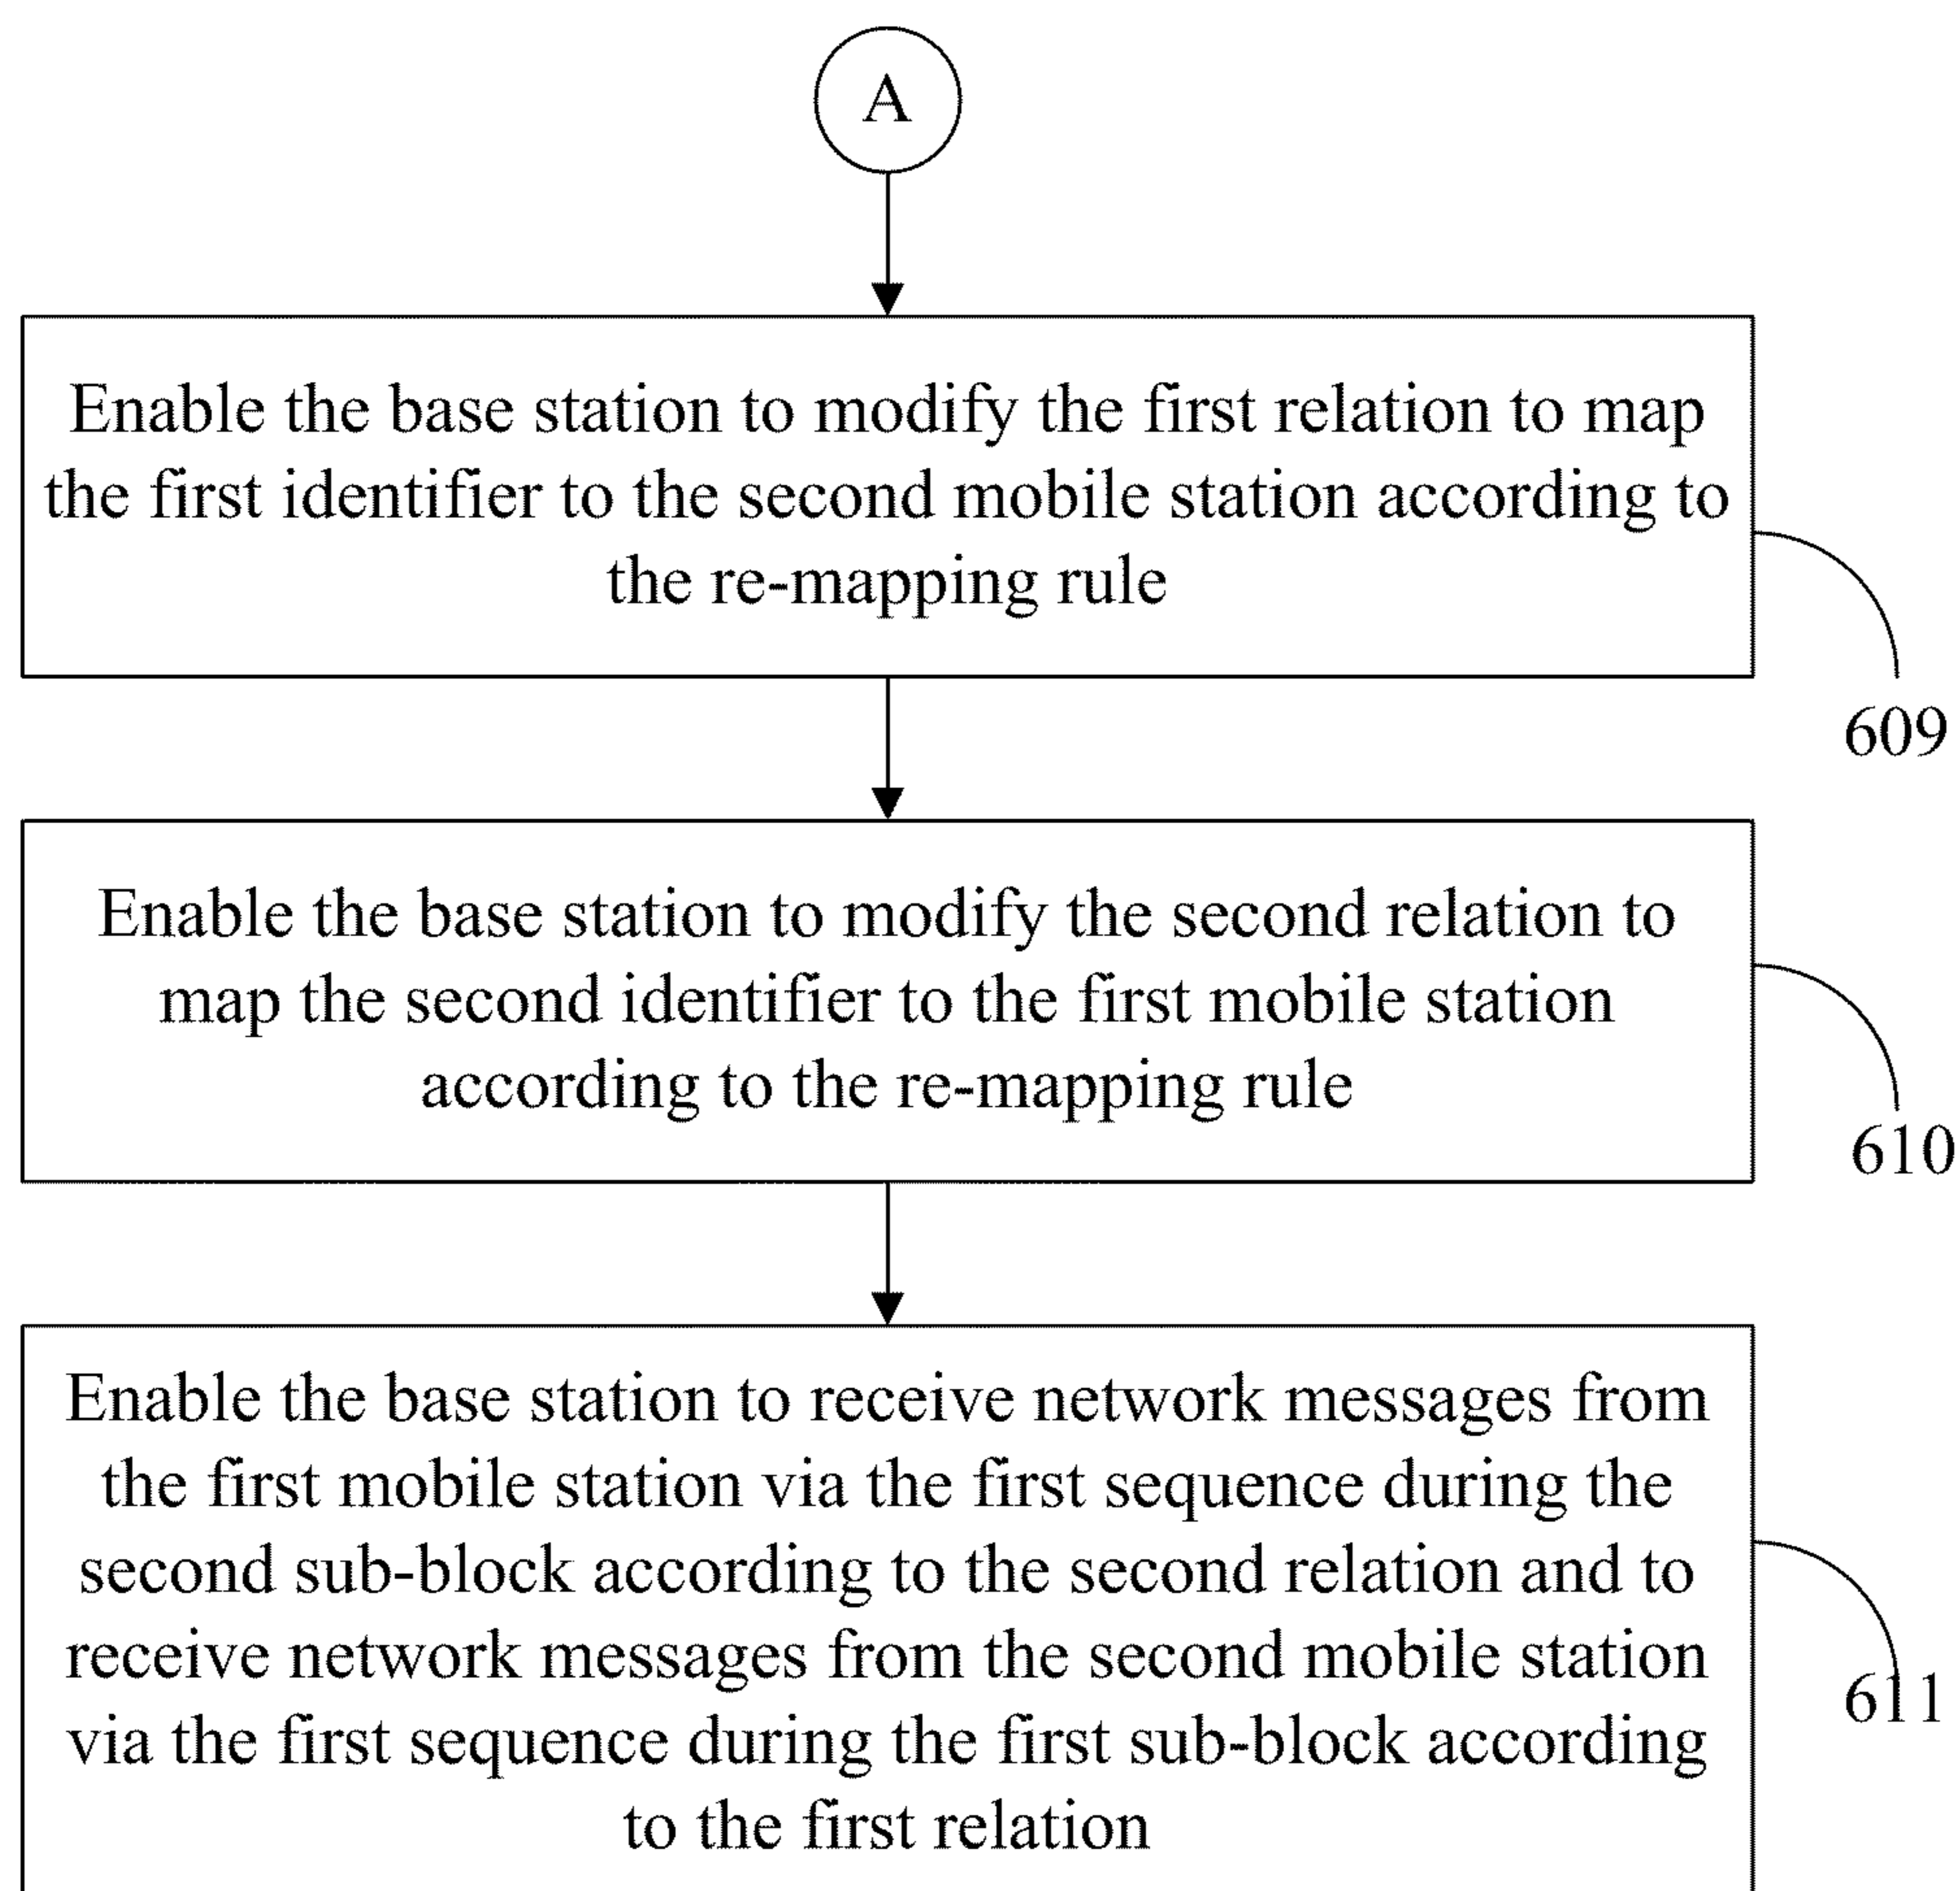 A
Enable the base station to modify the first relation to map
the first identifier to the second mobile station according to
the re-mapping rule
609
Enable the base station to modify the second relation to
map the second identifier to the first mobile station
according to the re-mapping rule
610
Enable the base station to receive network messages from
the first mobile station via the first sequence during the
second sub-block according to the second relation and to
receive network messages from the second mobile station
via the first sequence during the first sub-block according
to the first relation
611